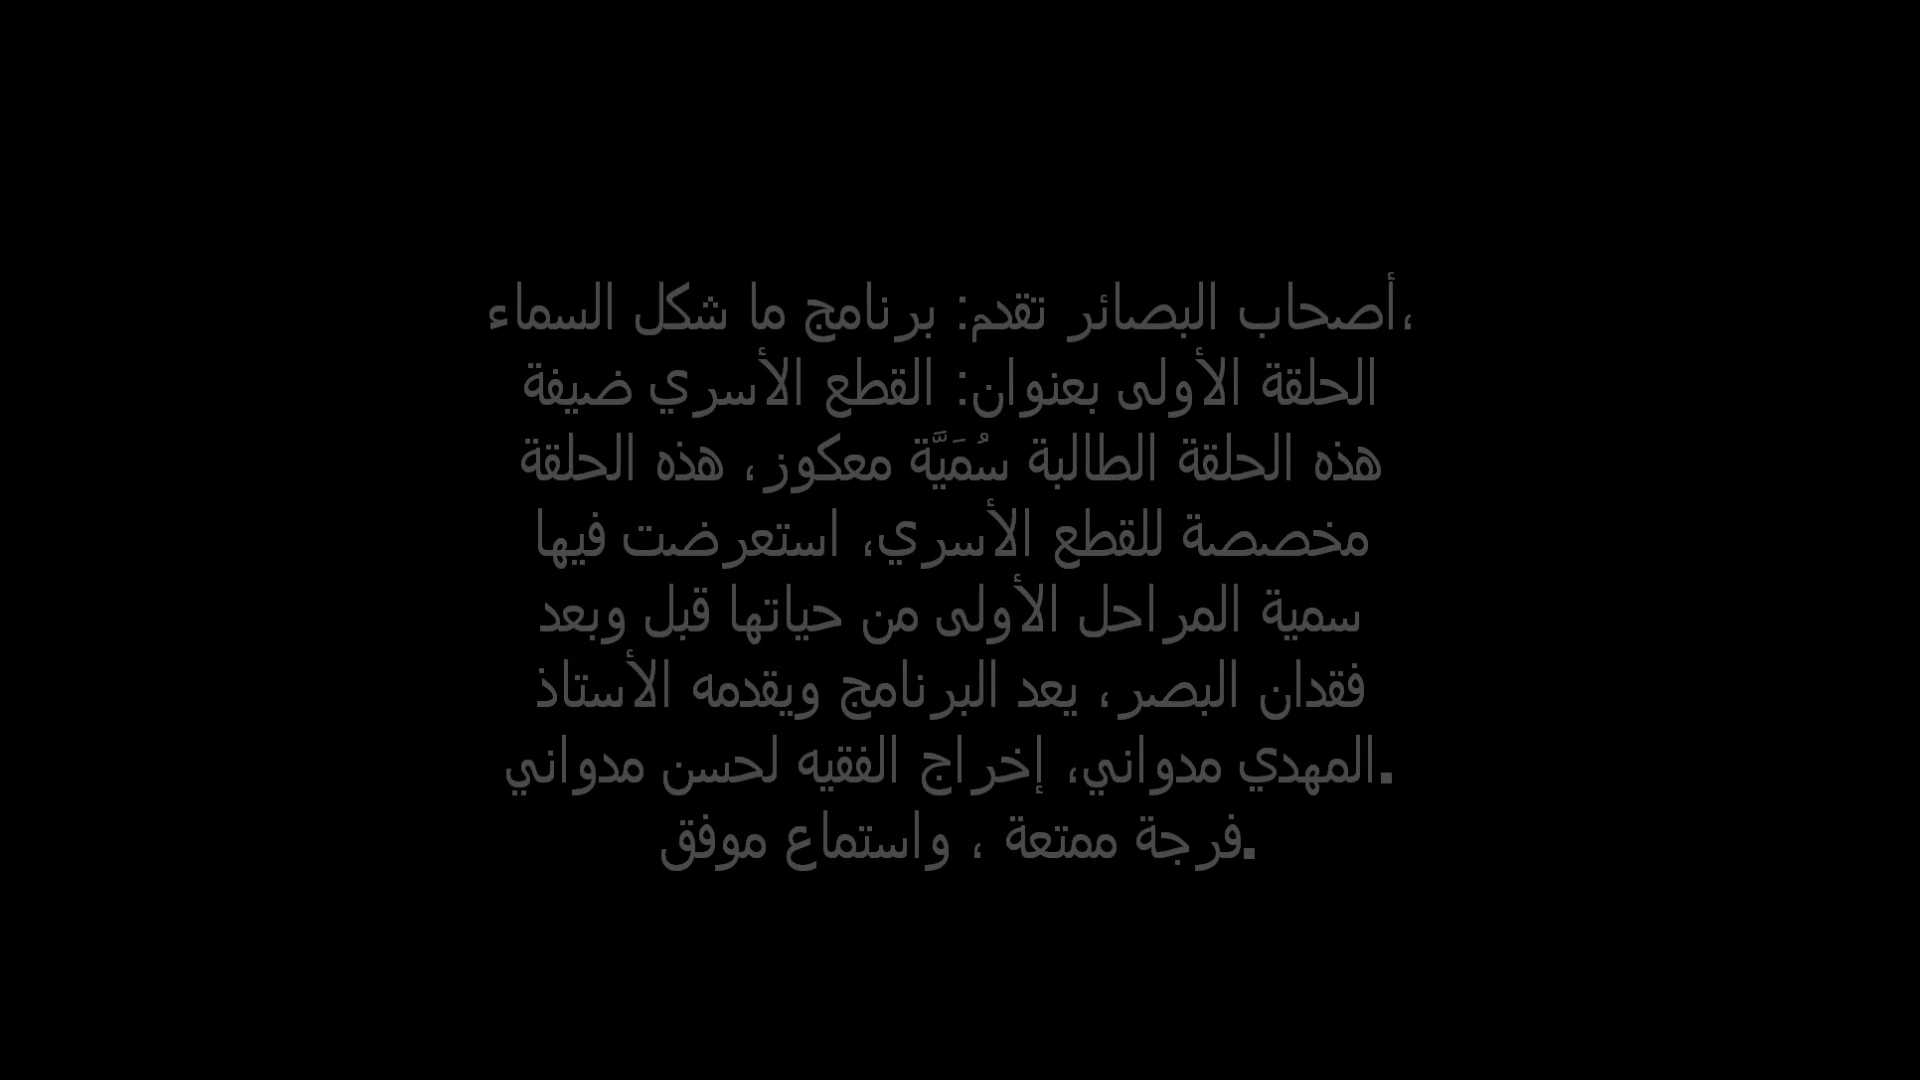 أصحاب البصائر تقدم: برنامج ما شكل السماء،
الحلقة الأولى بعنوان: القطع الأسري ضيفة
هذه الحلقة الطالبة سُمَيَّة معكوز، هذه الحلقة
مخصصة للقطع الأسري، استعرضت فيها
سمية المراحل الأولى من حياتها قبل وبعد
فقدان البصر، يعد البرنامج ويقدمه الأستاذ
المهدي مدواني، إخراج الفقيه لحسن مدواني.
فرجة ممتعة ، واستماع موفق.